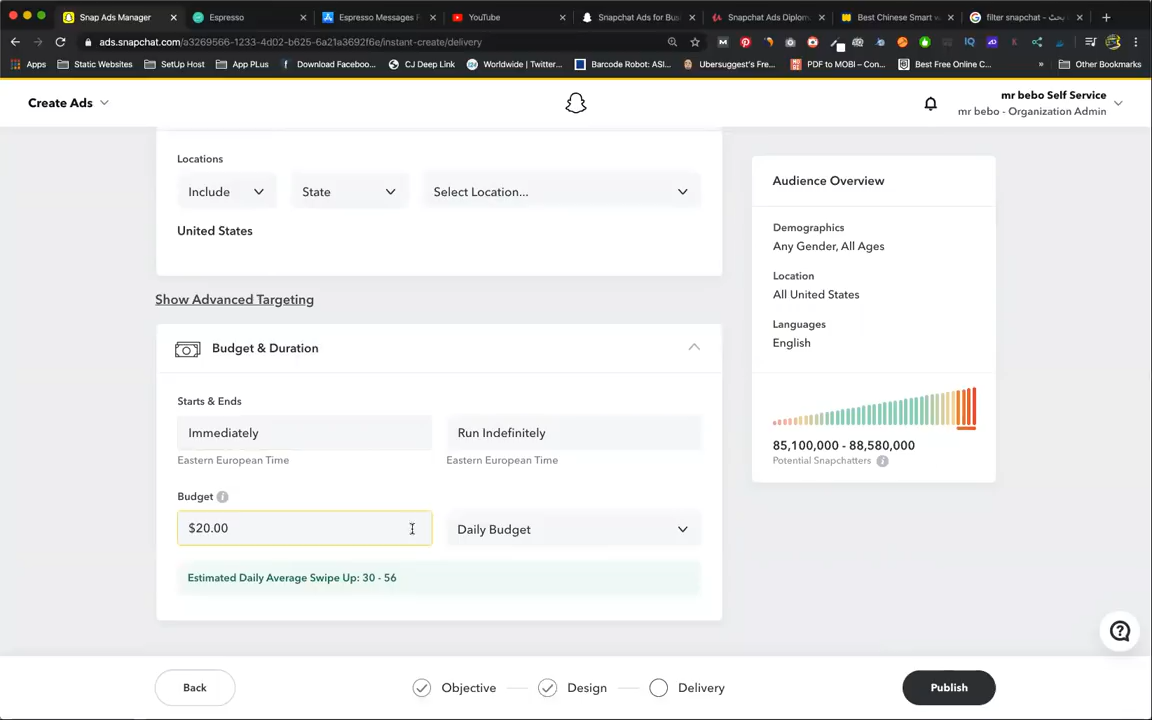 Snap Ads Manager
Espresso
Espresso Messages
YouTube
Snapchat Ads for Bus
Snapchat Ads Diplom
Best Chinese Smart
filter snapchat - بحث
ads.snapchat.com/a3269566-1233-4d02-b625-6a21a3692f6e/instant-create/delivery
Apps
Static Websites
SetUp Host
App PLus
Download Faceboo...
CJ Deep Link
Worldwide | Twitter...
Barcode Robot: ASI...
Ubersuggest's Fre...
PDF to MOBI – Con...
Best Free Online C...
Other Bookmarks
Create Ads
mr bebo Self Service
mr bebo - Organization Admin
Locations
Include
State
Select Location...
United States
Show Advanced Targeting
Budget & Duration
Starts & Ends
Immediately
Run Indefinitely
Eastern European Time
Eastern European Time
Budget
$20.00
Daily Budget
Estimated Daily Average Swipe Up: 30 - 56
Audience Overview
Demographics
Any Gender, All Ages
Location
All United States
Languages
English
85,100,000 - 88,580,000
Potential Snapchatters
Back
Objective
Design
Delivery
Publish